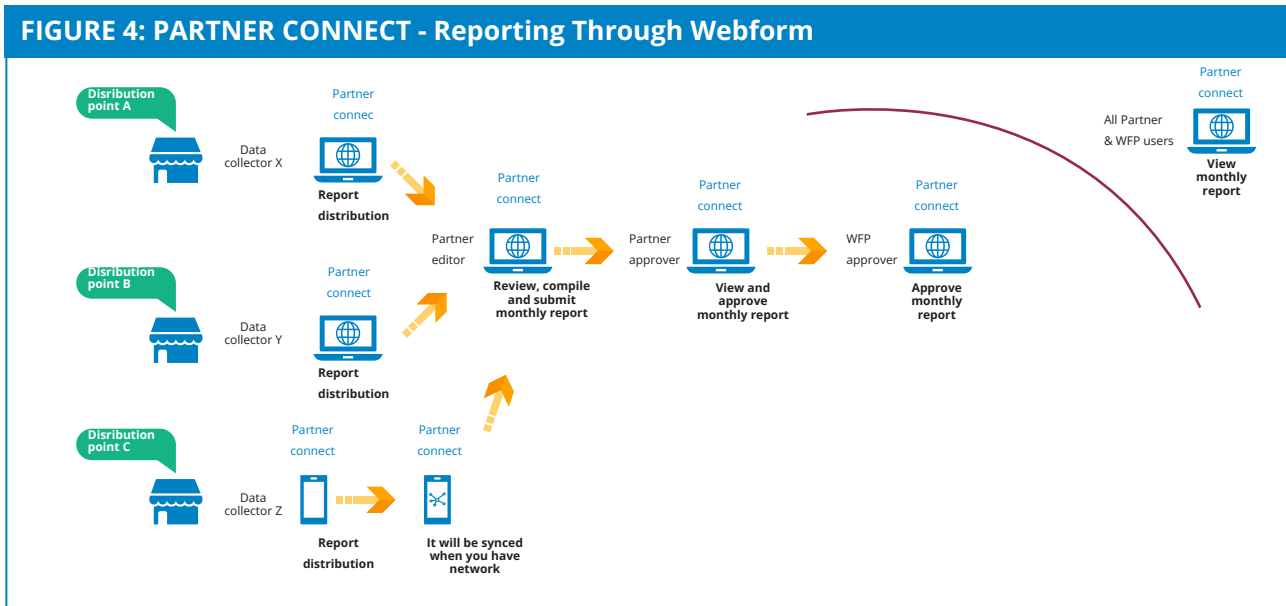 FIGURE 4: PARTNER CONNECT - Reporting Through Webform
Disribution
point A
Data
collector X
Partner
connec
Report
distribution
Disribution
point B
Data
collector Y
Partner
connect
Report
distribution
Disribution
point C
Data
collector Z
Partner
connect
Report
distribution
Partner
connect
It will be synced
when you have
network
Partner
editor
Partner
connect
Review, compile
and submit
monthly report
Partner
approver
Partner
connect
View and
approve
monthly report
WFP
approver
Partner
connect
Approve
monthly
report
All Partner
& WFP users
Partner
connect
View
monthly
report